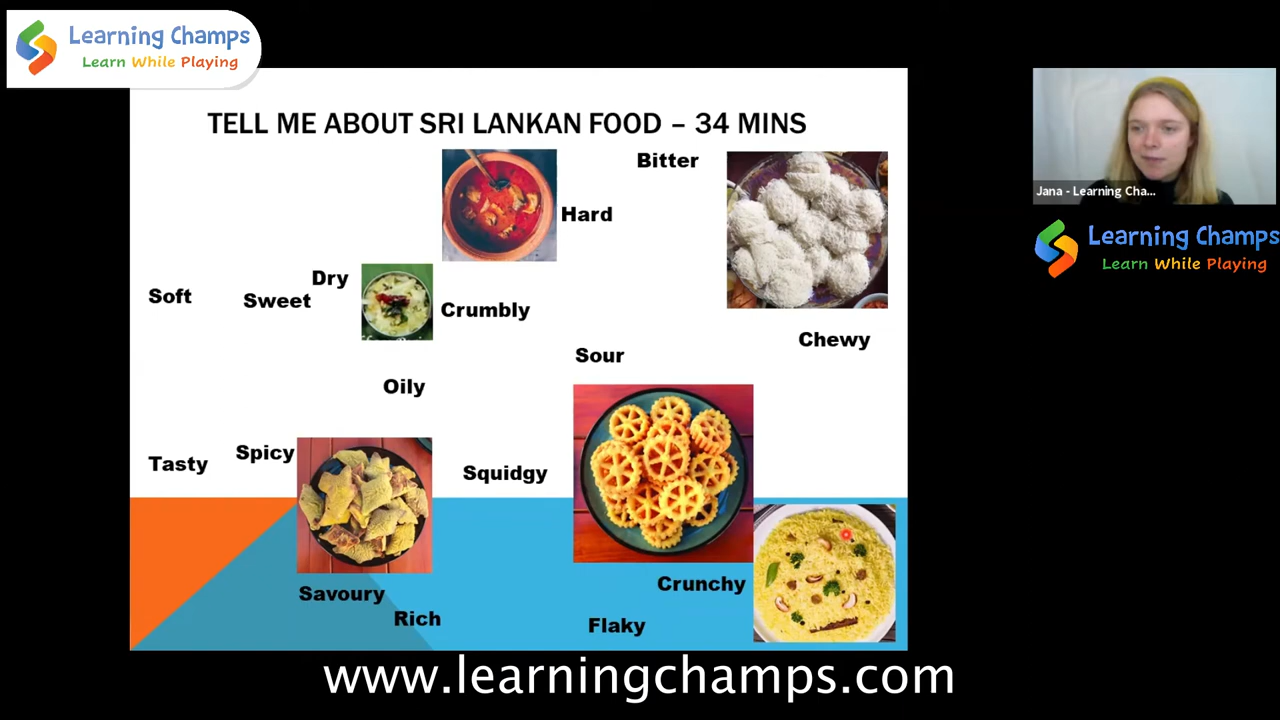 Learning Champs
Learn While Playing
TELL ME ABOUT SRI LANKAN FOOD – 34 MINS
Bitter
Hard
Jana - Learning Cha...
Learning Champs
Learn While Playing
Dry
Soft
Sweet
Crumbly
Chewy
Sour
Oily
Spicy
Tasty
Squidgy
Crunchy
Savoury
Rich
Flaky
www.learningchamps.com